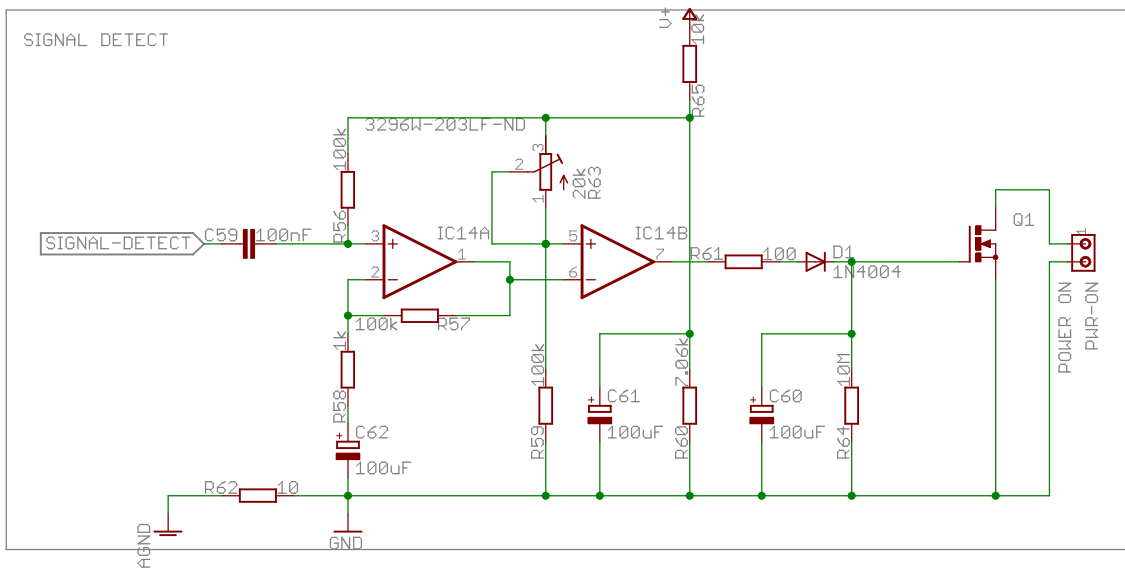 SIGNAL DETECT
V+
10k
R65
3296W-203LF-ND
100k
R56
3
2
1
20k
R63
SIGNAL-DETECT
C59
100nF
3
2
1
IC14A
5
6
7
IC14B
R61
100
D1
1N4004
Q1
1
POWER ON
PWR-ON
100k
R57
1k
R58
C62
100uF
100k
R59
C61
100uF
7.06k
R60
C60
100uF
10M
R64
R62
10
AGND
GND
+
-
+
-
+
+
+